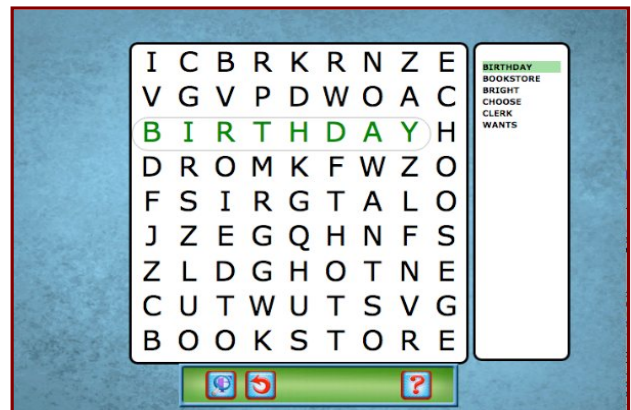 I C B R K R N Z E
V G V P D W O A C
B I R T H D A Y H
D R O M K F W Z O
F S I R G T A L O
J Z E G Q H N F S
Z L D G H O T N E
C U T W U T S V G
B O O K S T O R E
BIRTHDAY
BOOKSTORE
BRIGHT
CHOOSE
CLERK
WANTS
?